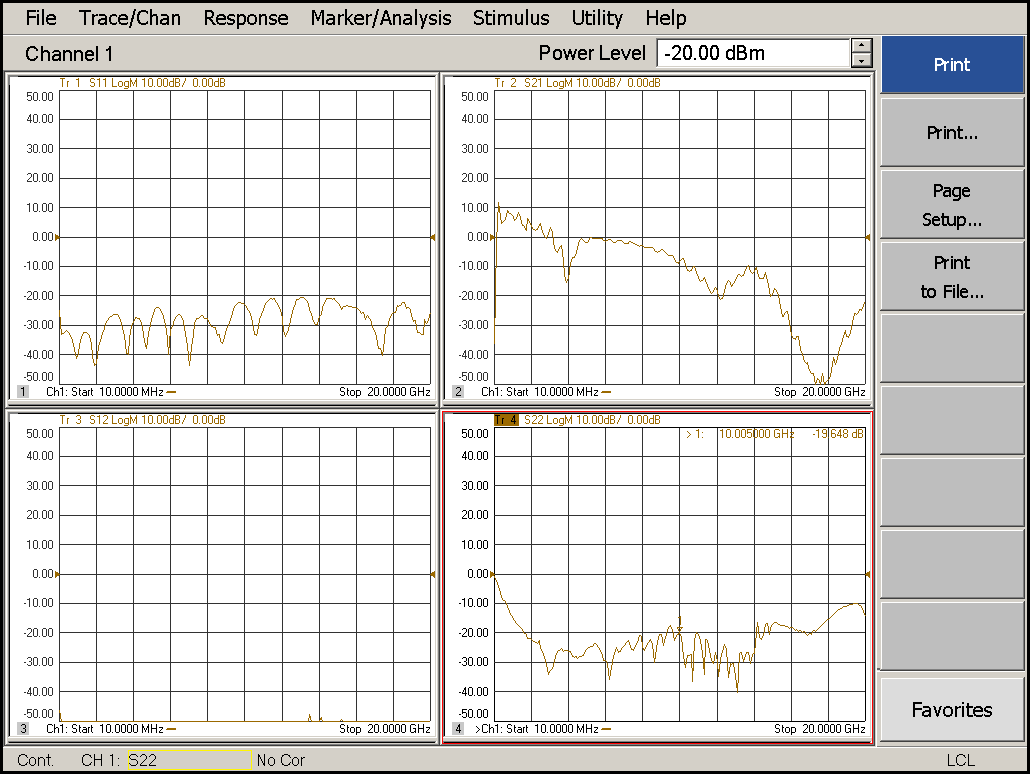 File Trace/Chan Response Marker/Analysis Stimulus Utility Help
Channel 1 Power Level -20.00 dBm
Print
Print...
Page
Setup...
Print
to File...
Favorites
Tr 1 S11 LogM 10.00dB/ 0.00dB
50.00
40.00
30.00
20.00
10.00
0.00
-10.00
-20.00
-30.00
-40.00
-50.00
1 Ch1: Start 10.0000 MHz Stop 20.0000 GHz
Tr 2 S21 LogM 10.00dB/ 0.00dB
50.00
40.00
30.00
20.00
10.00
0.00
-10.00
-20.00
-30.00
-40.00
-50.00
2 Ch1: Start 10.0000 MHz Stop 20.0000 GHz
Tr 3 S12 LogM 10.00dB/ 0.00dB
50.00
40.00
30.00
20.00
10.00
0.00
-10.00
-20.00
-30.00
-40.00
-50.00
3 Ch1: Start 10.0000 MHz Stop 20.0000 GHz
Tr 4 S22 LogM 10.00dB/ 0.00dB
> 1: 10.005000 GHz -19.648 dB
50.00
40.00
30.00
20.00
10.00
0.00
-10.00
-20.00
-30.00
-40.00
-50.00
4 >Ch1: Start 10.0000 MHz Stop 20.0000 GHz
Cont. CH 1: S22 No Cor LCL